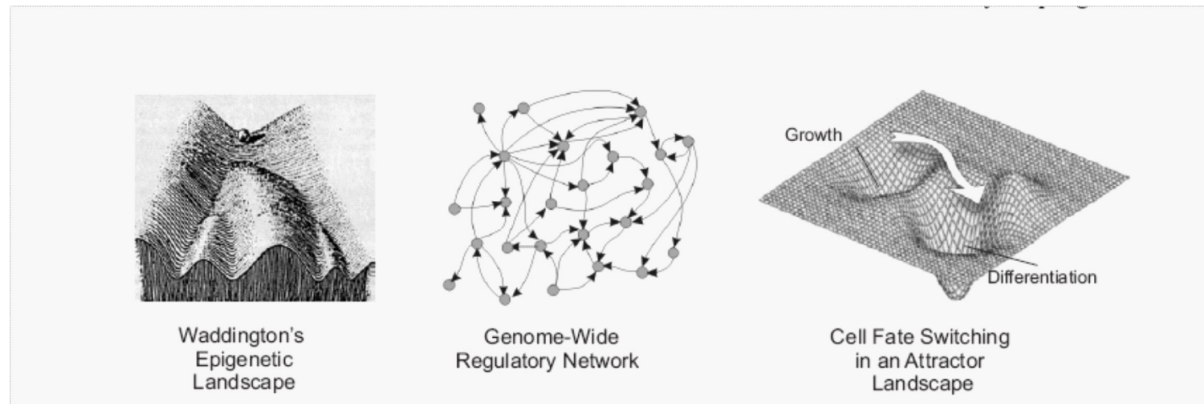 Growth
Differentiation
Waddington's
Epigenetic
Landscape
Genome-Wide
Regulatory Network
Cell Fate Switching
in an Attractor
Landscape